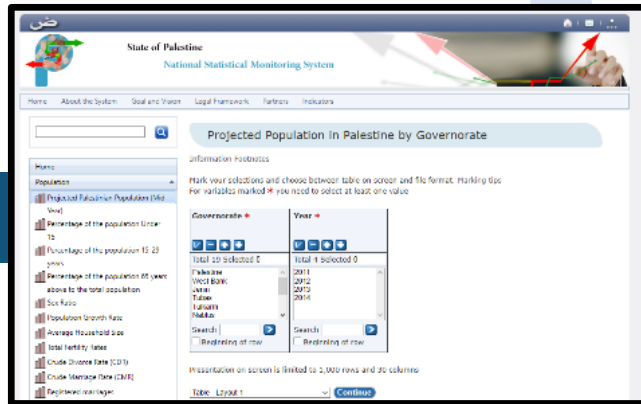 ض
State of Palestine
National Statistical Monitoring System
Home About the System Goal and Vision Legal Framework Partners Indicators
Projected Population in Palestine by Governorate
Information Footnotes
Mark your selections and choose between table on screen and file format. Marking tips
For variables marked * you need to select at least one value
Home
Population
Projected Palestinian Population (Mid Year)
Percentage of the population Under 15
Percentage of the population 15-29 years
Percentage of the population 65 years above to the total population
Sex Ratio
Population Growth Rate
Average Household Size
Total Fertility Rates
Crude Divorce Rate (CDR)
Crude Marriage Rate (CMR)
Registered marriages
Governorate *
Total 19 Selected 0
Palestine
West Bank
Jenin
Tubas
Tulkarm
Nablus
Search
Beginning of row
Year *
Total 4 Selected 0
2011
2012
2013
2014
Search
Beginning of row
Presentation on screen is limited to 1,000 rows and 30 columns
Table - Layout 1
Continue